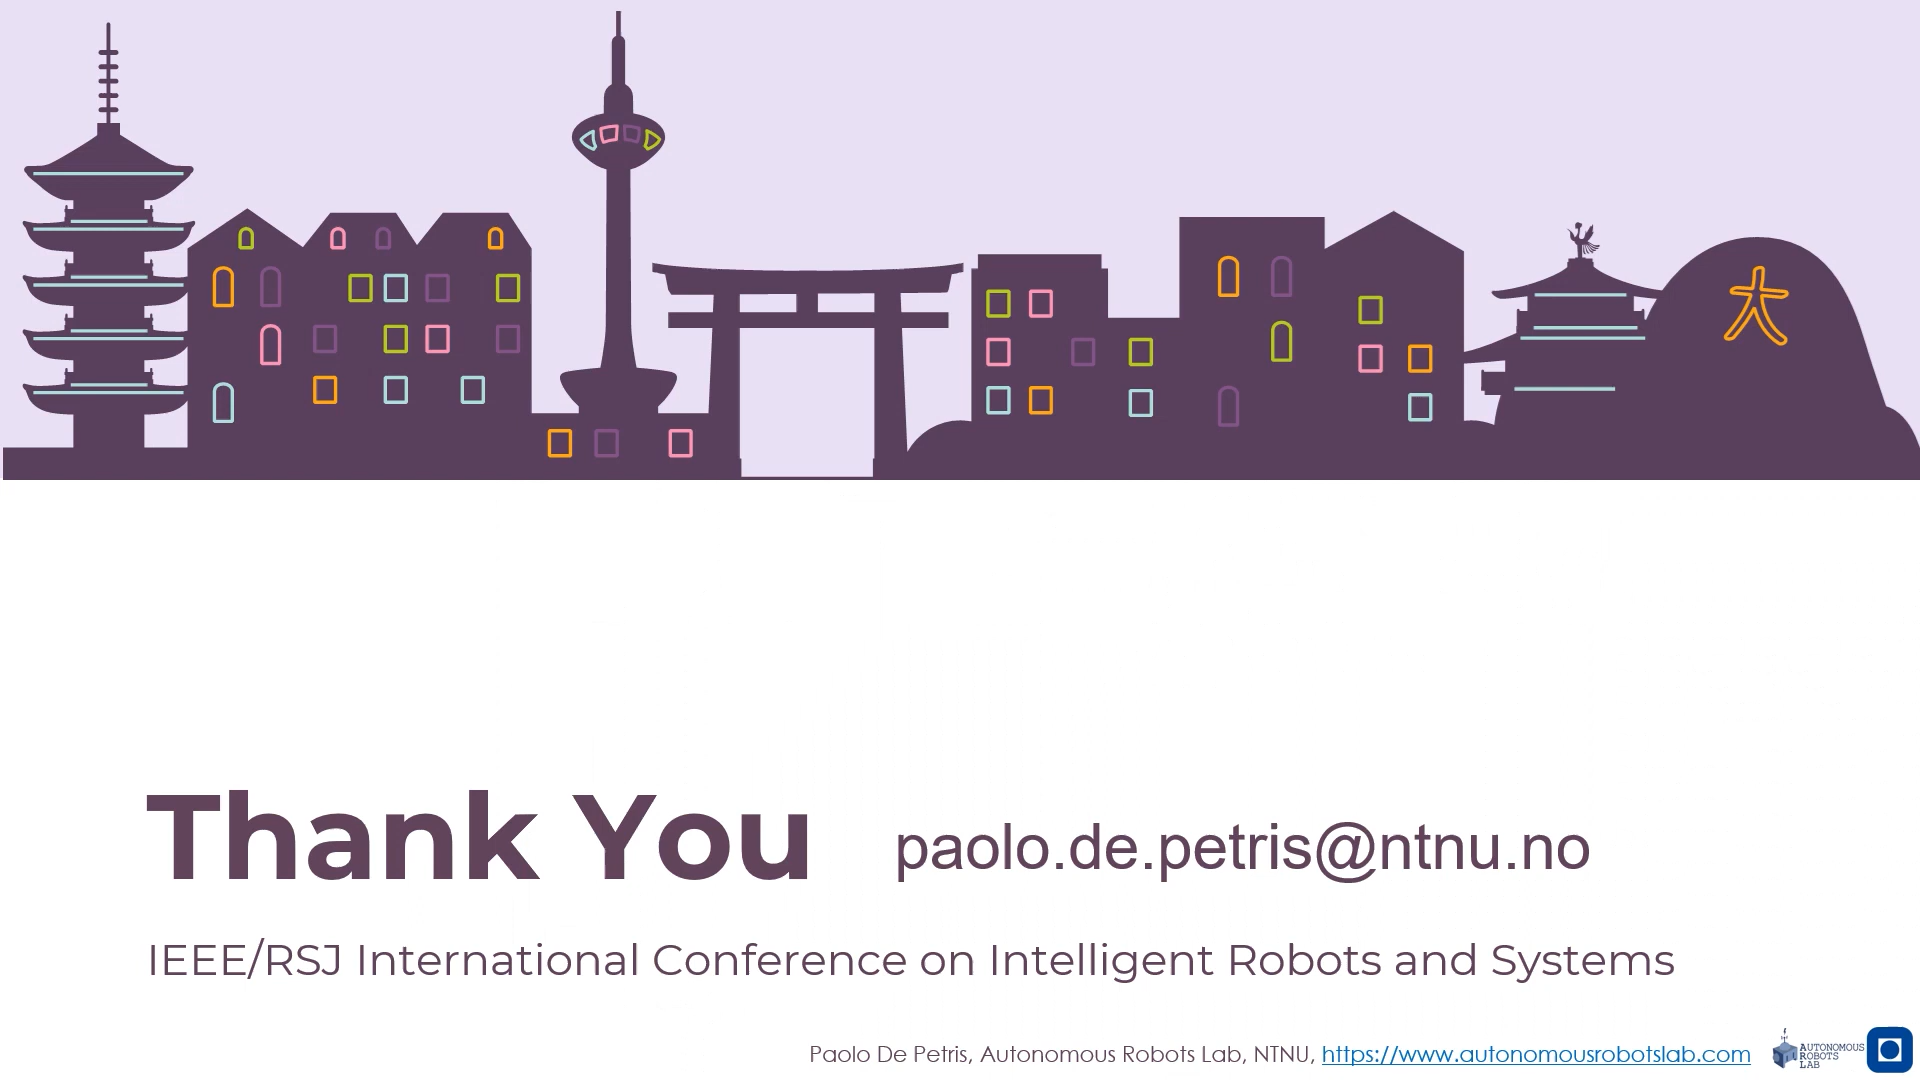 大
Thank You
paolo.de.petris@ntnu.no
IEEE/RSJ International Conference on Intelligent Robots and Systems
Paolo De Petris, Autonomous Robots Lab, NTNU, https://www.autonomousrobotslab.com
AUTONOMOUS
ROBOTS
LAB